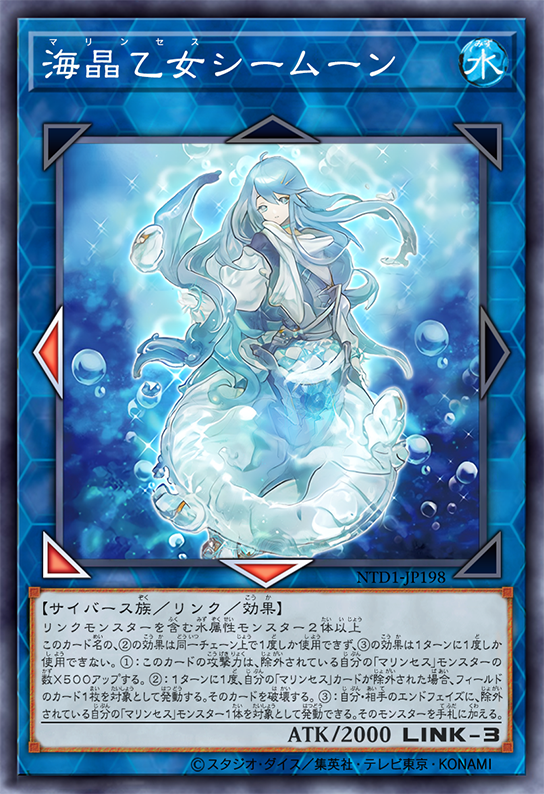 マリンセス
海晶乙女シームーン
みず
水
NTD1-JP198
【サイバース族／リンク／効果】
リンクモンスターを含む水属性モンスター２体以上
このカード名の、②の効果は同一チェーン上で１度しか使用できず、③の効果は１ターンに１度しか
使用できない。①：このカードの攻撃力は、除外されている自分の「マリンセス」モンスターの
数×５００アップする。②：１ターンに１度、自分の「マリンセス」カードが除外された場合、フィールド
のカード１枚を対象として発動する。そのカードを破壊する。③：自分・相手のエンドフェイズに、除外
されている自分の「マリンセス」モンスター１体を対象として発動できる。そのモンスターを手札に加える。
ATK/2000 LINK-3
©スタジオ・ダイス／集英社・テレビ東京・KONAMI